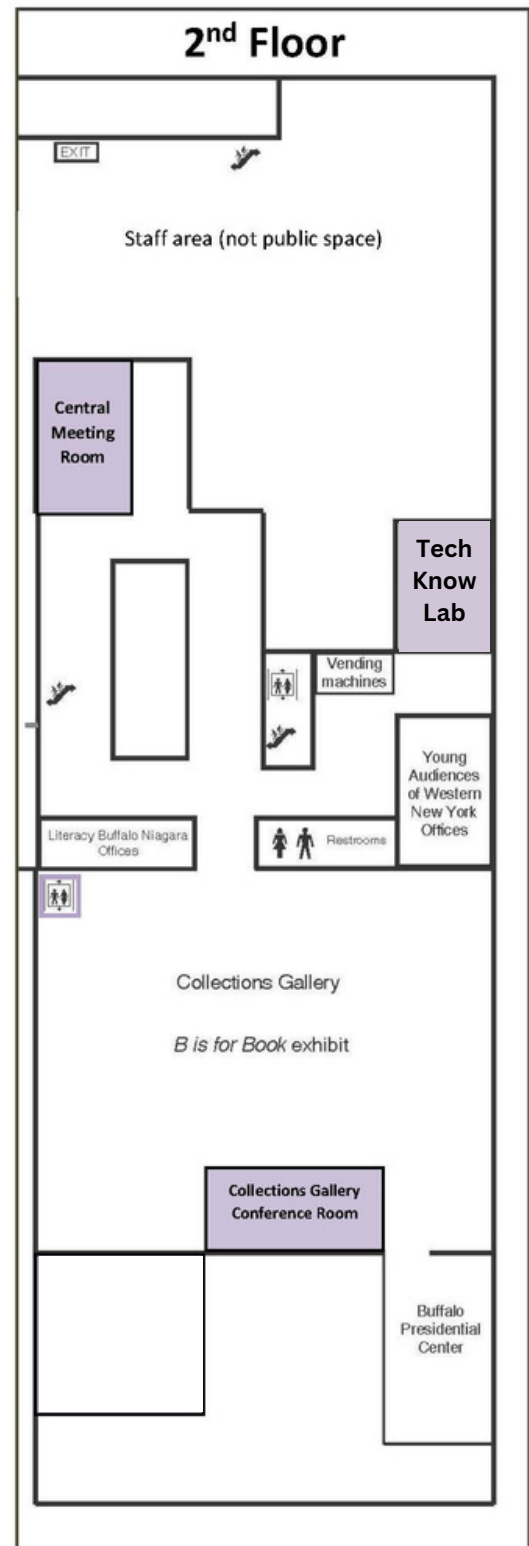 2nd Floor
EXIT
Staff area (not public space)
Central
Meeting
Room
Tech
Know
Lab
Vending
machines
Young
Audiences
of Western
New York
Offices
Literacy Buffalo Niagara
Offices
Restrooms
Collections Gallery
B is for Book exhibit
Collections Gallery
Conference Room
Buffalo
Presidential
Center